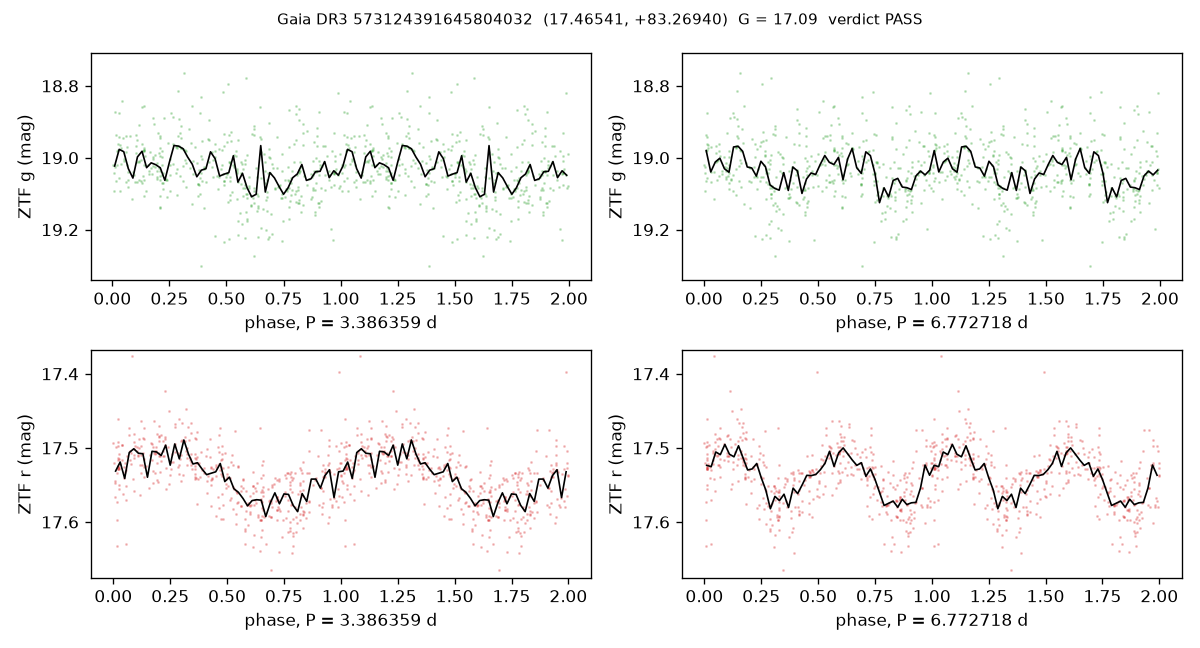 Gaia DR3 573124391645804032  (17.46541, +83.26940)  G = 17.09  verdict PASS
ZTF g (mag)
18.8
19.0
19.2
0.00 0.25 0.50 0.75 1.00 1.25 1.50 1.75 2.00
phase, P = 3.386359 d
ZTF g (mag)
18.8
19.0
19.2
0.00 0.25 0.50 0.75 1.00 1.25 1.50 1.75 2.00
phase, P = 6.772718 d
ZTF r (mag)
17.4
17.5
17.6
0.00 0.25 0.50 0.75 1.00 1.25 1.50 1.75 2.00
phase, P = 3.386359 d
ZTF r (mag)
17.4
17.5
17.6
0.00 0.25 0.50 0.75 1.00 1.25 1.50 1.75 2.00
phase, P = 6.772718 d